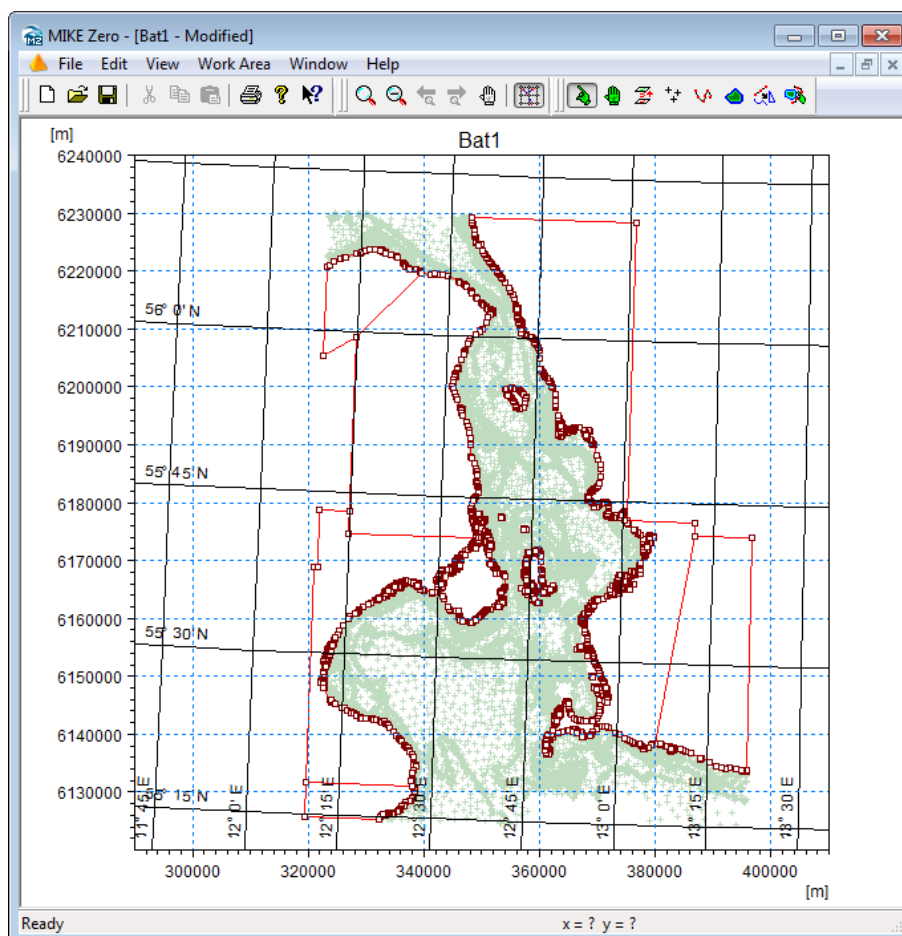 MIKE Zero - [Bat1 - Modified]
File Edit View Work Area Window Help
[m]
Bat1
6240000
6230000
6220000
6210000
6200000
6190000
6180000
6170000
6160000
6150000
6140000
6130000
56° 0' N
55° 45' N
55° 30' N
55° 15' N
11° 45' E
12° 0' E
12° 15' E
12° 30' E
12° 45' E
13° 0' E
13° 15' E
13° 30' E
300000 320000 340000 360000 380000 400000
[m]
Ready x = ? y = ?